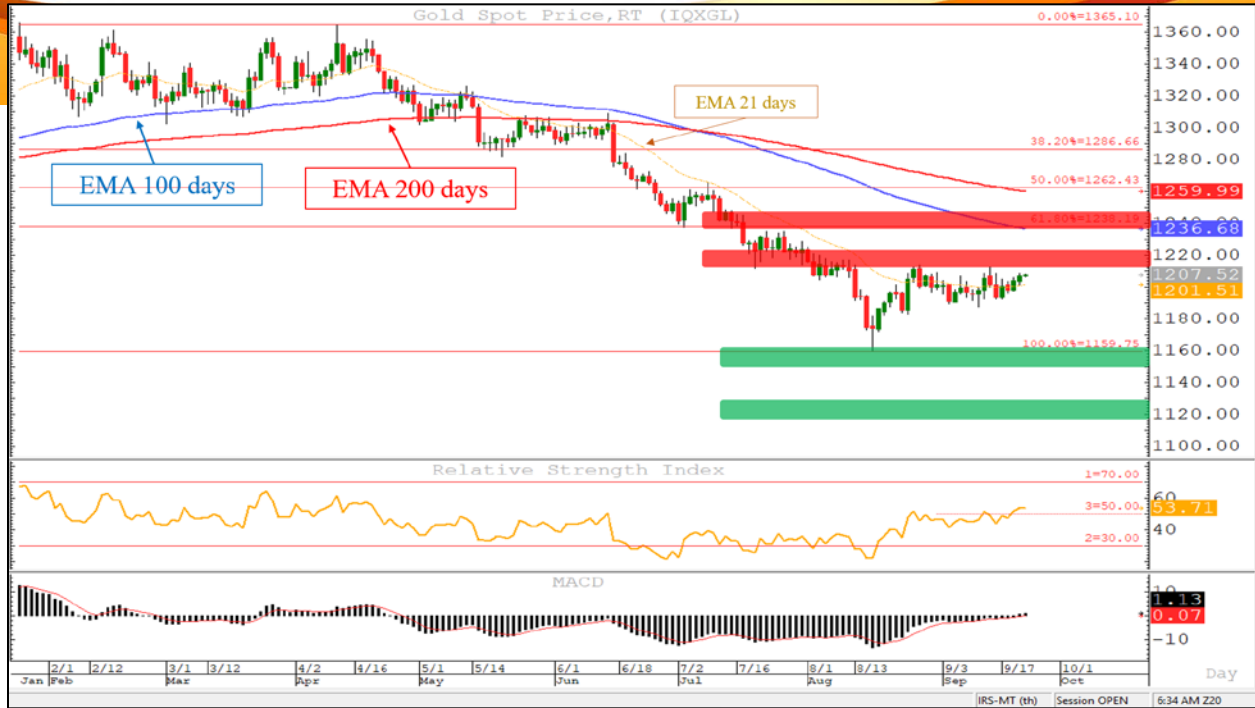 Gold Spot Price,RT (IQXGL)
0.00%=1365.10
1360.00
1340.00
1320.00
EMA 21 days
1300.00
38.20%=1286.66
1280.00
EMA 100 days
EMA 200 days
50.00%=1262.43
1259.99
61.80%=1238.19
1236.68
1220.00
1207.52
1201.51
1180.00
100.00%=1159.75
1160.00
1140.00
1120.00
1100.00
Relative Strength Index
1=70.00
60
3=50.00
53.71
40
2=30.00
MACD
1.13
0.07
-10
2/1 2/12 3/1 3/12 4/2 4/16 5/1 5/14 6/1 6/18 7/2 7/16 8/1 8/13 9/3 9/17 10/1
Jan Feb Mar Apr May Jun Jul Aug Sep Oct
Day
IRS-MT (th) Session OPEN 6:34 AM Z20